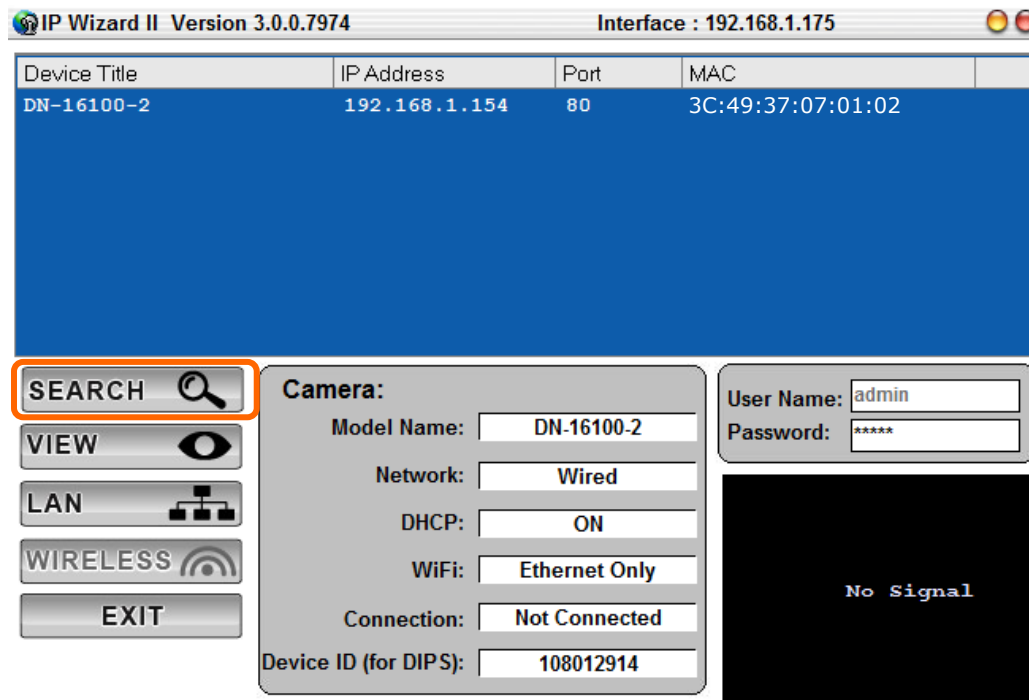 IP Wizard II Version 3.0.0.7974 Interface : 192.168.1.175
Device Title IP Address Port MAC
DN-16100-2 192.168.1.154 80 3C:49:37:07:01:02
SEARCH
VIEW
LAN
WIRELESS
EXIT
Camera:
Model Name: DN-16100-2
Network: Wired
DHCP: ON
WiFi: Ethernet Only
Connection: Not Connected
Device ID (for DIPS): 108012914
User Name: admin
Password: *****
No Signal